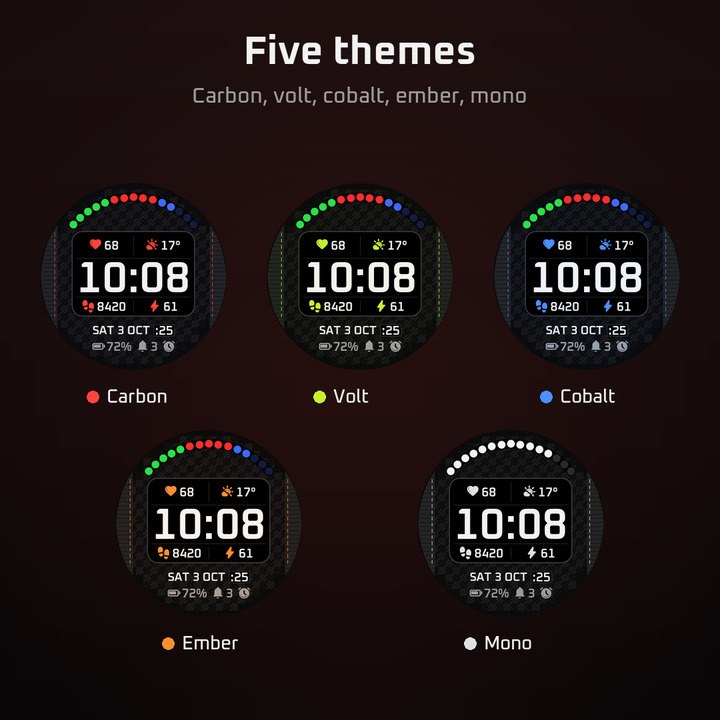 Five themes
Carbon, volt, cobalt, ember, mono
68 17°
10:08
8420 61
SAT 3 OCT :25
72% 3
Carbon
68 17°
10:08
8420 61
SAT 3 OCT :25
72% 3
Volt
68 17°
10:08
8420 61
SAT 3 OCT :25
72% 3
Cobalt
68 17°
10:08
8420 61
SAT 3 OCT :25
72% 3
Ember
68 17°
10:08
8420 61
SAT 3 OCT :25
72% 3
Mono